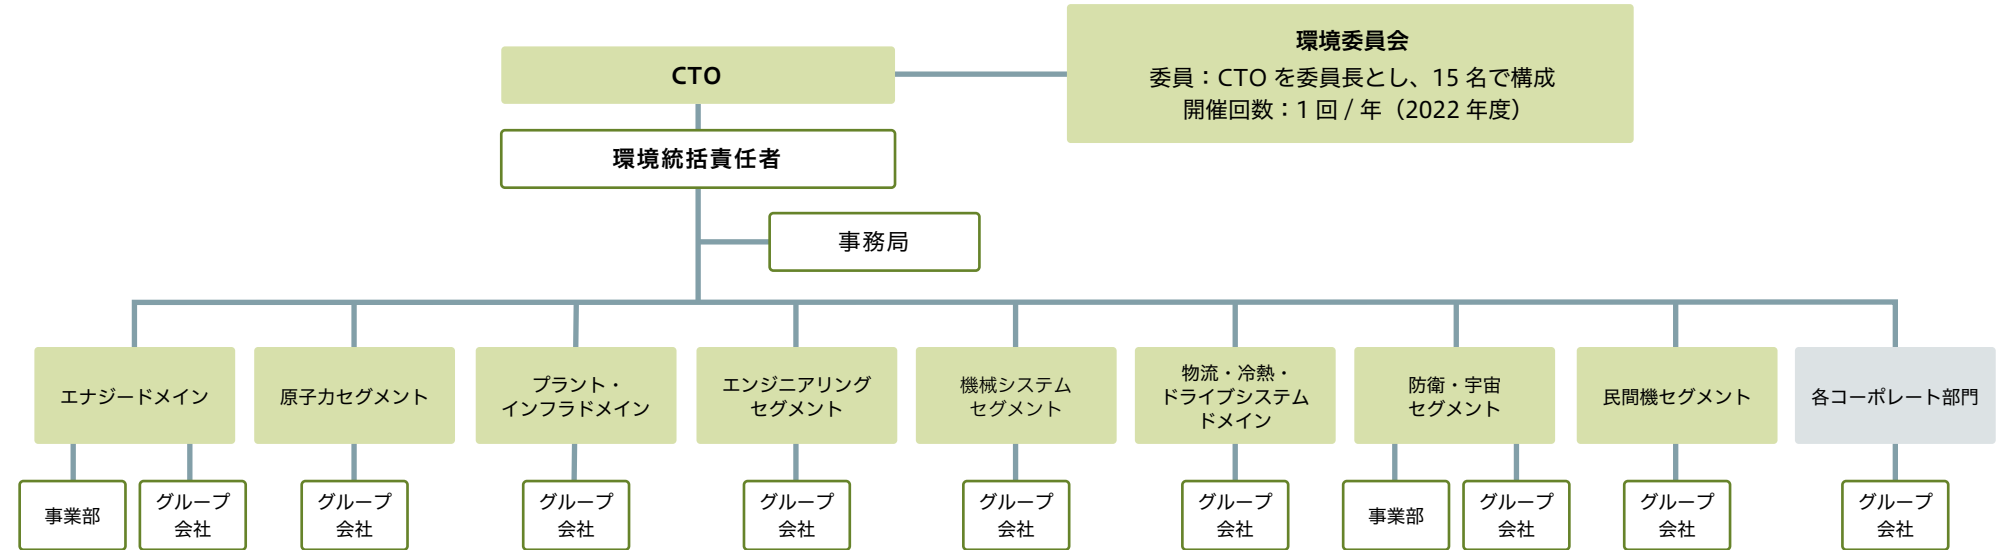 CTO
環境委員会
委員：CTO を委員長とし、15 名で構成
開催回数：1 回 / 年（2022 年度）
環境統括責任者
事務局
エナジードメイン
原子力セグメント
プラント・
インフラドメイン
エンジニアリング
セグメント
機械システム
セグメント
物流・冷熱・
ドライブシステム
ドメイン
防衛・宇宙
セグメント
民間機セグメント
各コーポレート部門
事業部
グループ
会社
グループ
会社
グループ
会社
グループ
会社
グループ
会社
グループ
会社
事業部
グループ
会社
グループ
会社
グループ
会社